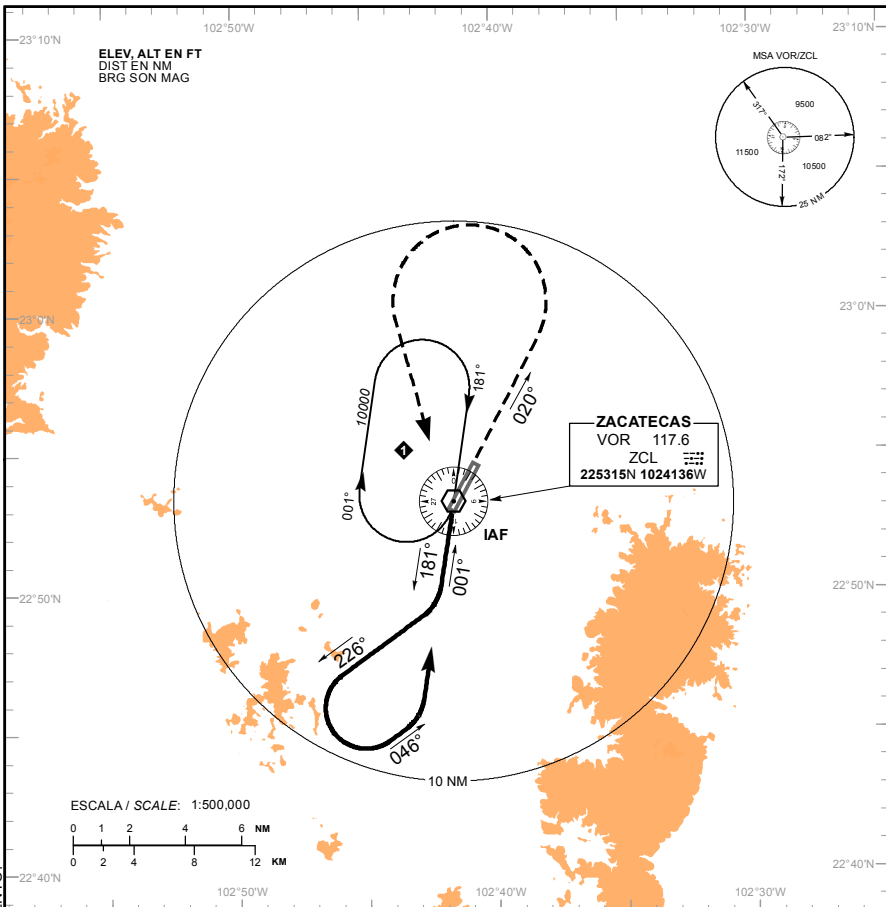 102°50'W
102°40'W
102°30'W
23°10'N
23°10'N
ELEV, ALT EN FT
DIST EN NM
BRG SON MAG
MSA VOR/ZCL
317°
9500
082°
11500
172°
10500
25 NM
23°0'N
23°0'N
10000
181°
020°
1
001°
ZACATECAS
VOR 117.6
ZCL
225315N 1024136W
0
27
9
IAF
181°
001°
22°50'N
22°50'N
226°
046°
10 NM
ESCALA / SCALE: 1:500,000
0 1 2 4 6 NM
0 2 4 8 12 KM
22°40'N
22°40'N
102°50'W
102°40'W
102°30'W